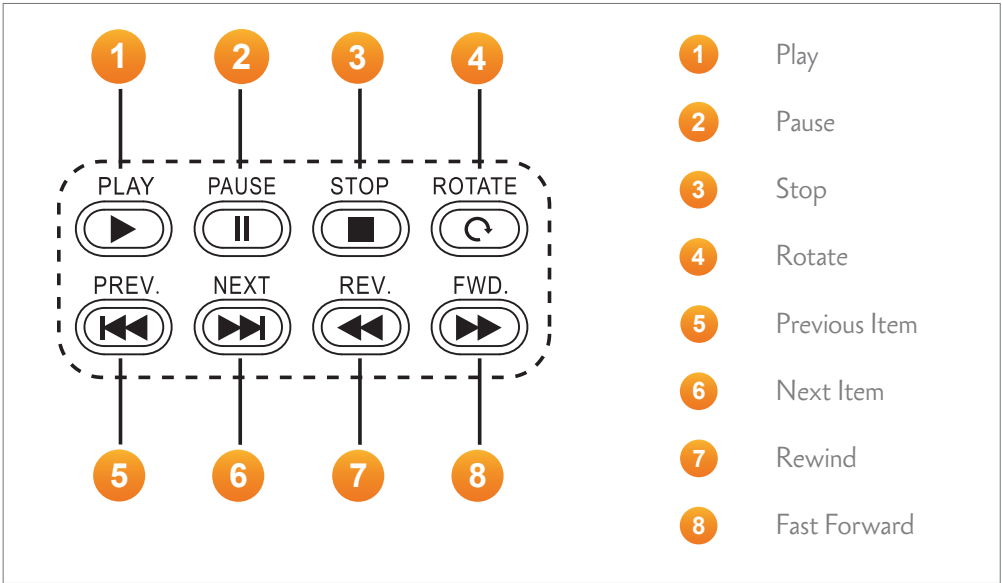 1 2 3 4
PLAY PAUSE STOP ROTATE
PREV. NEXT REV. FWD.
5 6 7 8
1 Play
2 Pause
3 Stop
4 Rotate
5 Previous Item
6 Next Item
7 Rewind
8 Fast Forward